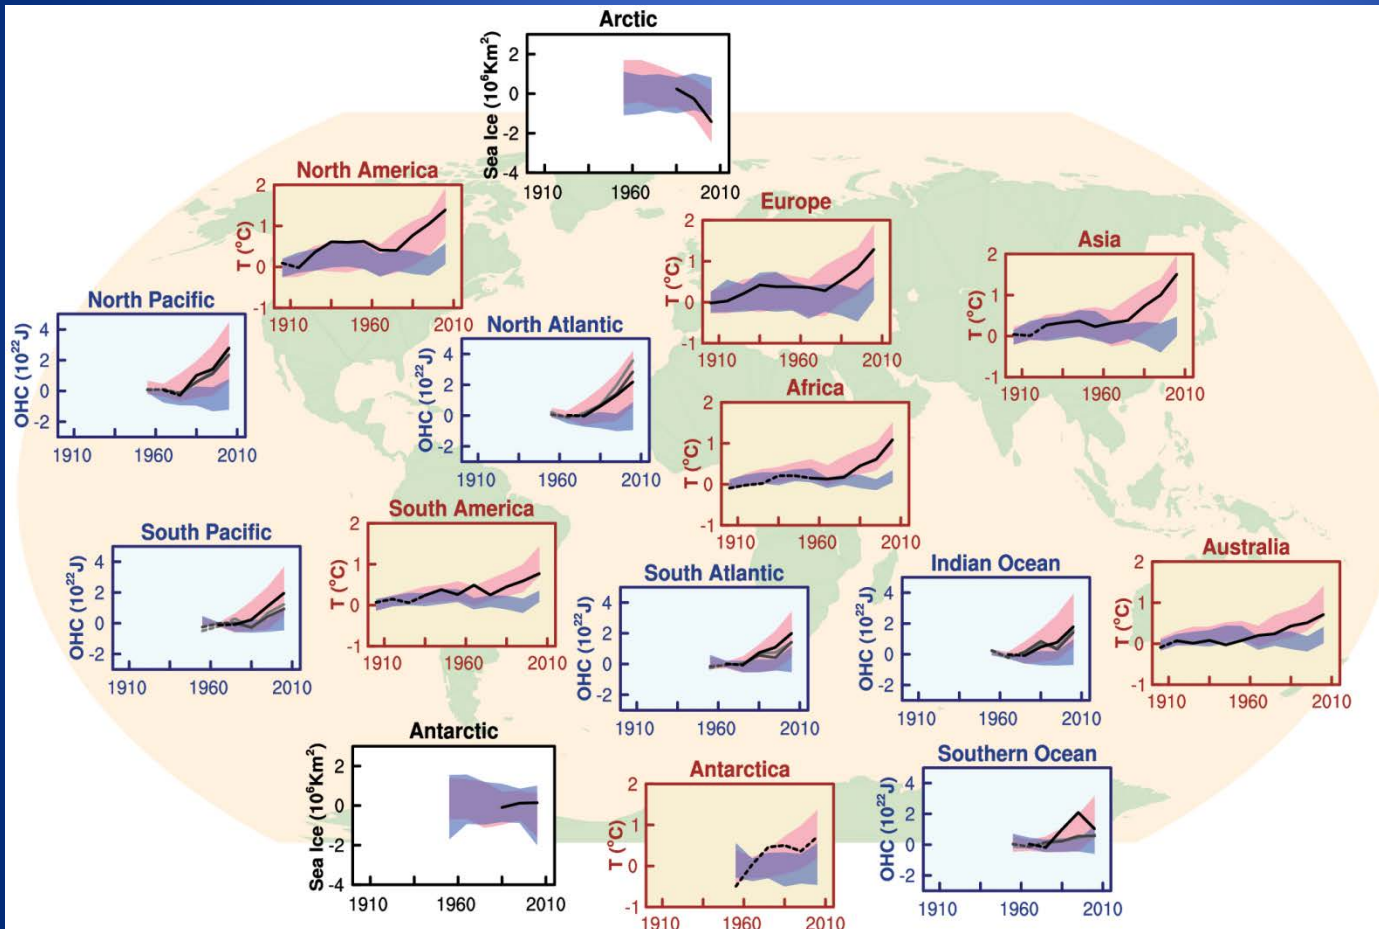 Arctic
Sea Ice (10⁶Km²)
2
0
-2
-4
1910 1960 2010
North America
T (°C)
2
1
0
-1
1910 1960 2010
Europe
T (°C)
2
1
0
-1
1910 1960 2010
Asia
T (°C)
2
1
0
-1
1910 1960 2010
North Pacific
OHC (10²²J)
4
2
0
-2
1910 1960 2010
North Atlantic
OHC (10²²J)
4
2
0
-2
1910 1960 2010
Africa
T (°C)
2
1
0
-1
1910 1960 2010
South Pacific
OHC (10²²J)
4
2
0
-2
1910 1960 2010
South America
T (°C)
2
1
0
-1
1910 1960 2010
South Atlantic
OHC (10²²J)
4
2
0
-2
1910 1960 2010
Indian Ocean
OHC (10²²J)
4
2
0
-2
1910 1960 2010
Australia
T (°C)
2
1
0
-1
1910 1960 2010
Antarctic
Sea Ice (10⁶Km²)
2
0
-2
-4
1910 1960 2010
Antarctica
T (°C)
2
1
0
-1
1910 1960 2010
Southern Ocean
OHC (10²²J)
4
2
0
-2
1910 1960 2010